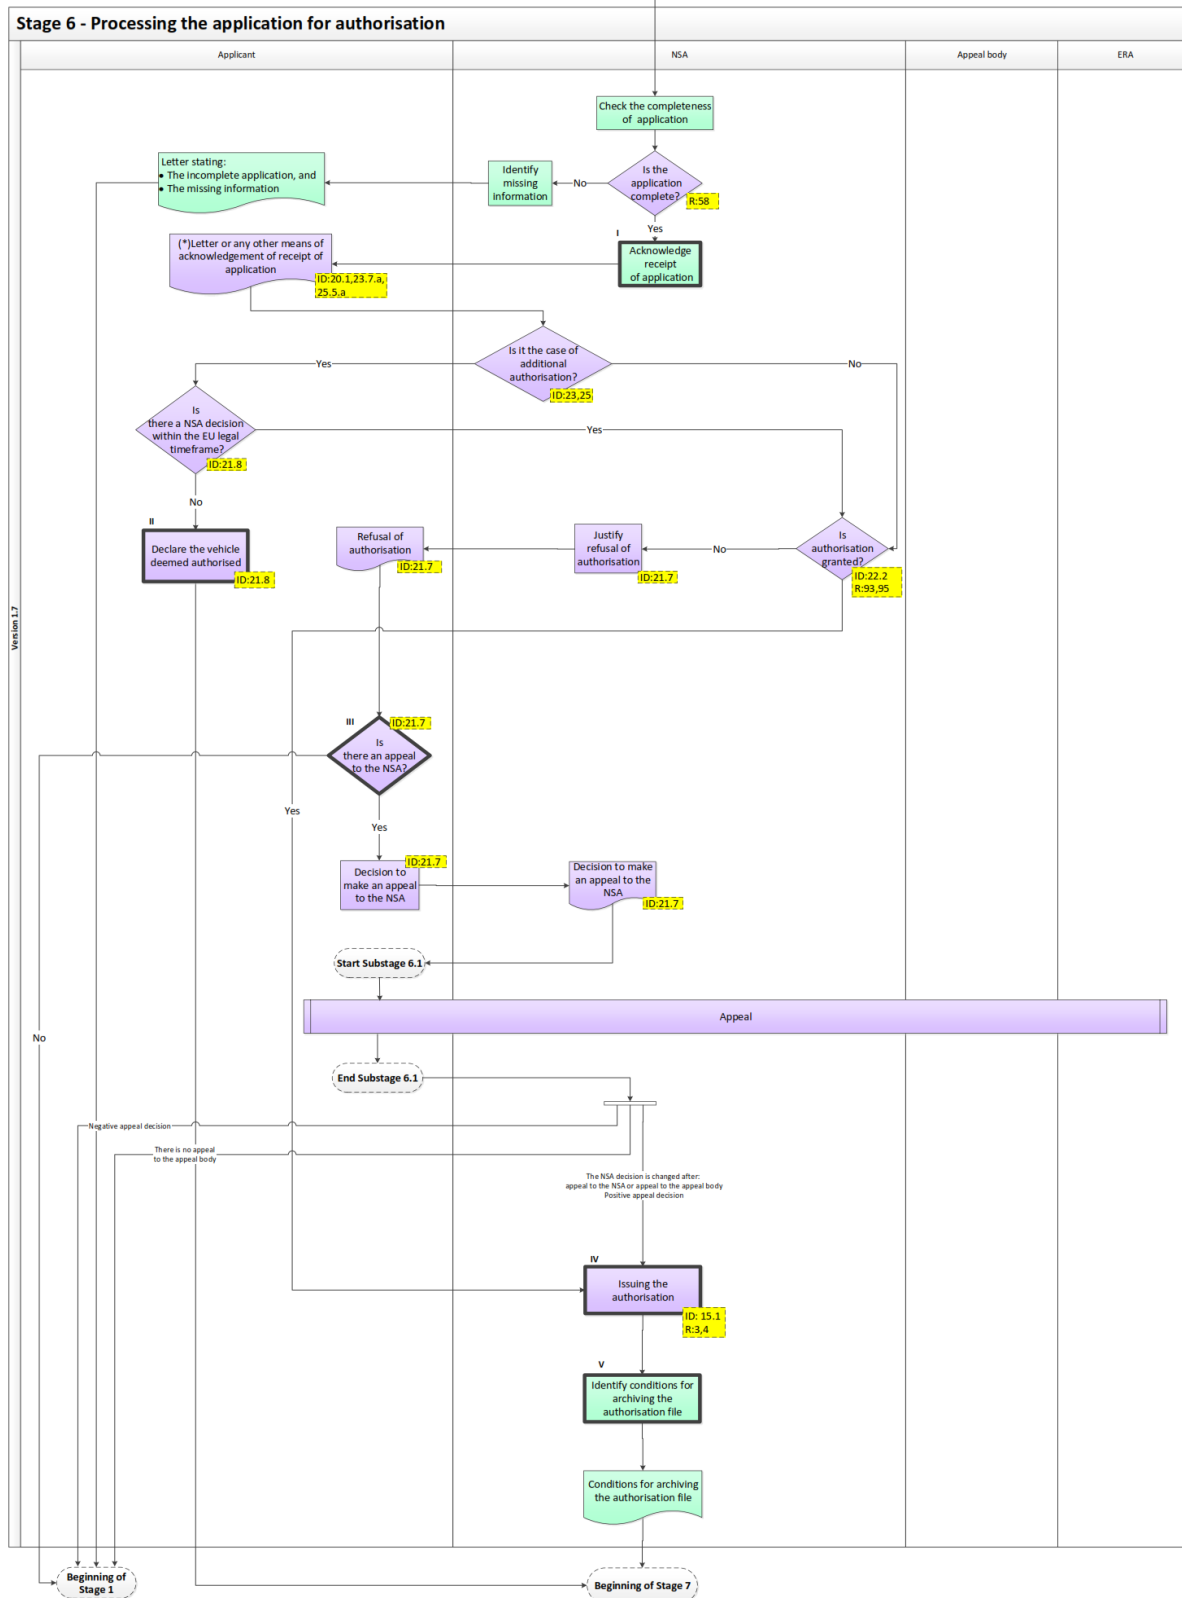 Stage 6 - Processing the application for authorisation
Applicant
NSA
Appeal body
ERA
Check the completeness
of application
Letter stating:
• The incomplete application, and
• The missing information
Identify
missing
information
No
Is the
application
complete?
R:58
Yes
I
(*)Letter or any other means of
acknowledgement of receipt of
application
ID:20.1,23.7.a,
25.5.a
Acknowledge
receipt
of application
Is it the case of
additional
authorisation?
ID:23,25
Yes
No
Is
there a NSA decision
within the EU legal
timeframe?
ID:21.8
Yes
No
II
Declare the vehicle
deemed authorised
ID:21.8
Refusal of
authorisation
ID:21.7
Justify
refusal of
authorisation
ID:21.7
No
Is
authorisation
granted?
ID:22.2
R:93,95
Version 1.7
III
ID:21.7
Is
there an appeal
to the NSA?
Yes
Yes
ID:21.7
Decision to
make an appeal
to the NSA
Decision to make
an appeal to the
NSA
ID:21.7
Start Substage 6.1
Appeal
No
End Substage 6.1
Negative appeal decision
There is no appeal
to the appeal body
The NSA decision is changed after:
appeal to the NSA or appeal to the appeal body
Positive appeal decision
IV
Issuing the
authorisation
ID: 15.1
R:3,4
V
Identify conditions for
archiving the
authorisation file
Conditions for archiving
the authorisation file
Beginning of
Stage 1
Beginning of Stage 7